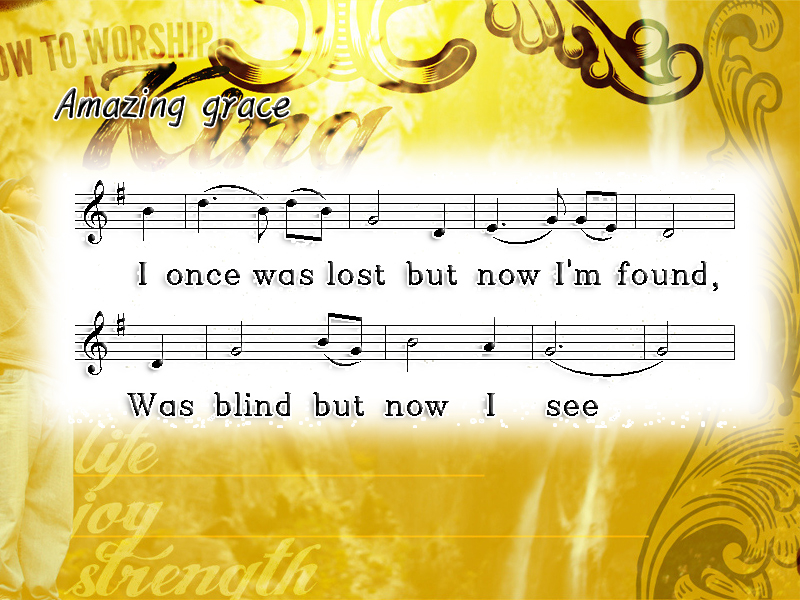 OW TO WORSHIP
A
King
Amazing grace
I once was lost but now I'm found,
Was blind but now I see
life
joy
strength